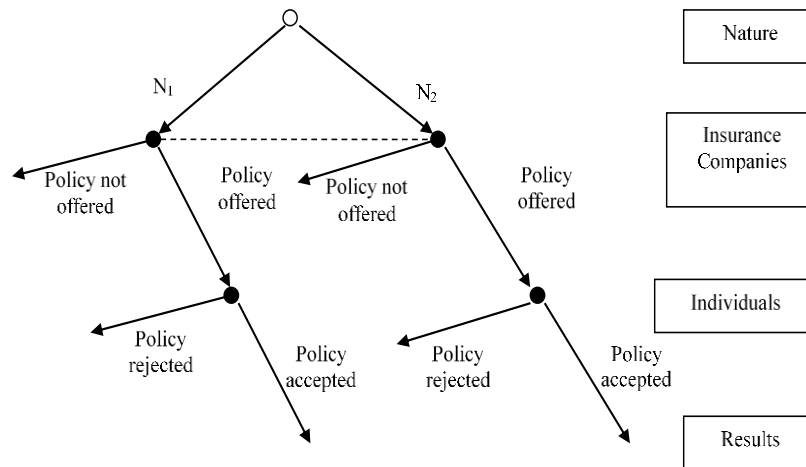 Nature
N1
N2
Insurance
Companies
Policy not
offered
Policy
offered
Policy not
offered
Policy
offered
Individuals
Policy
rejected
Policy
accepted
Policy
rejected
Policy
accepted
Results